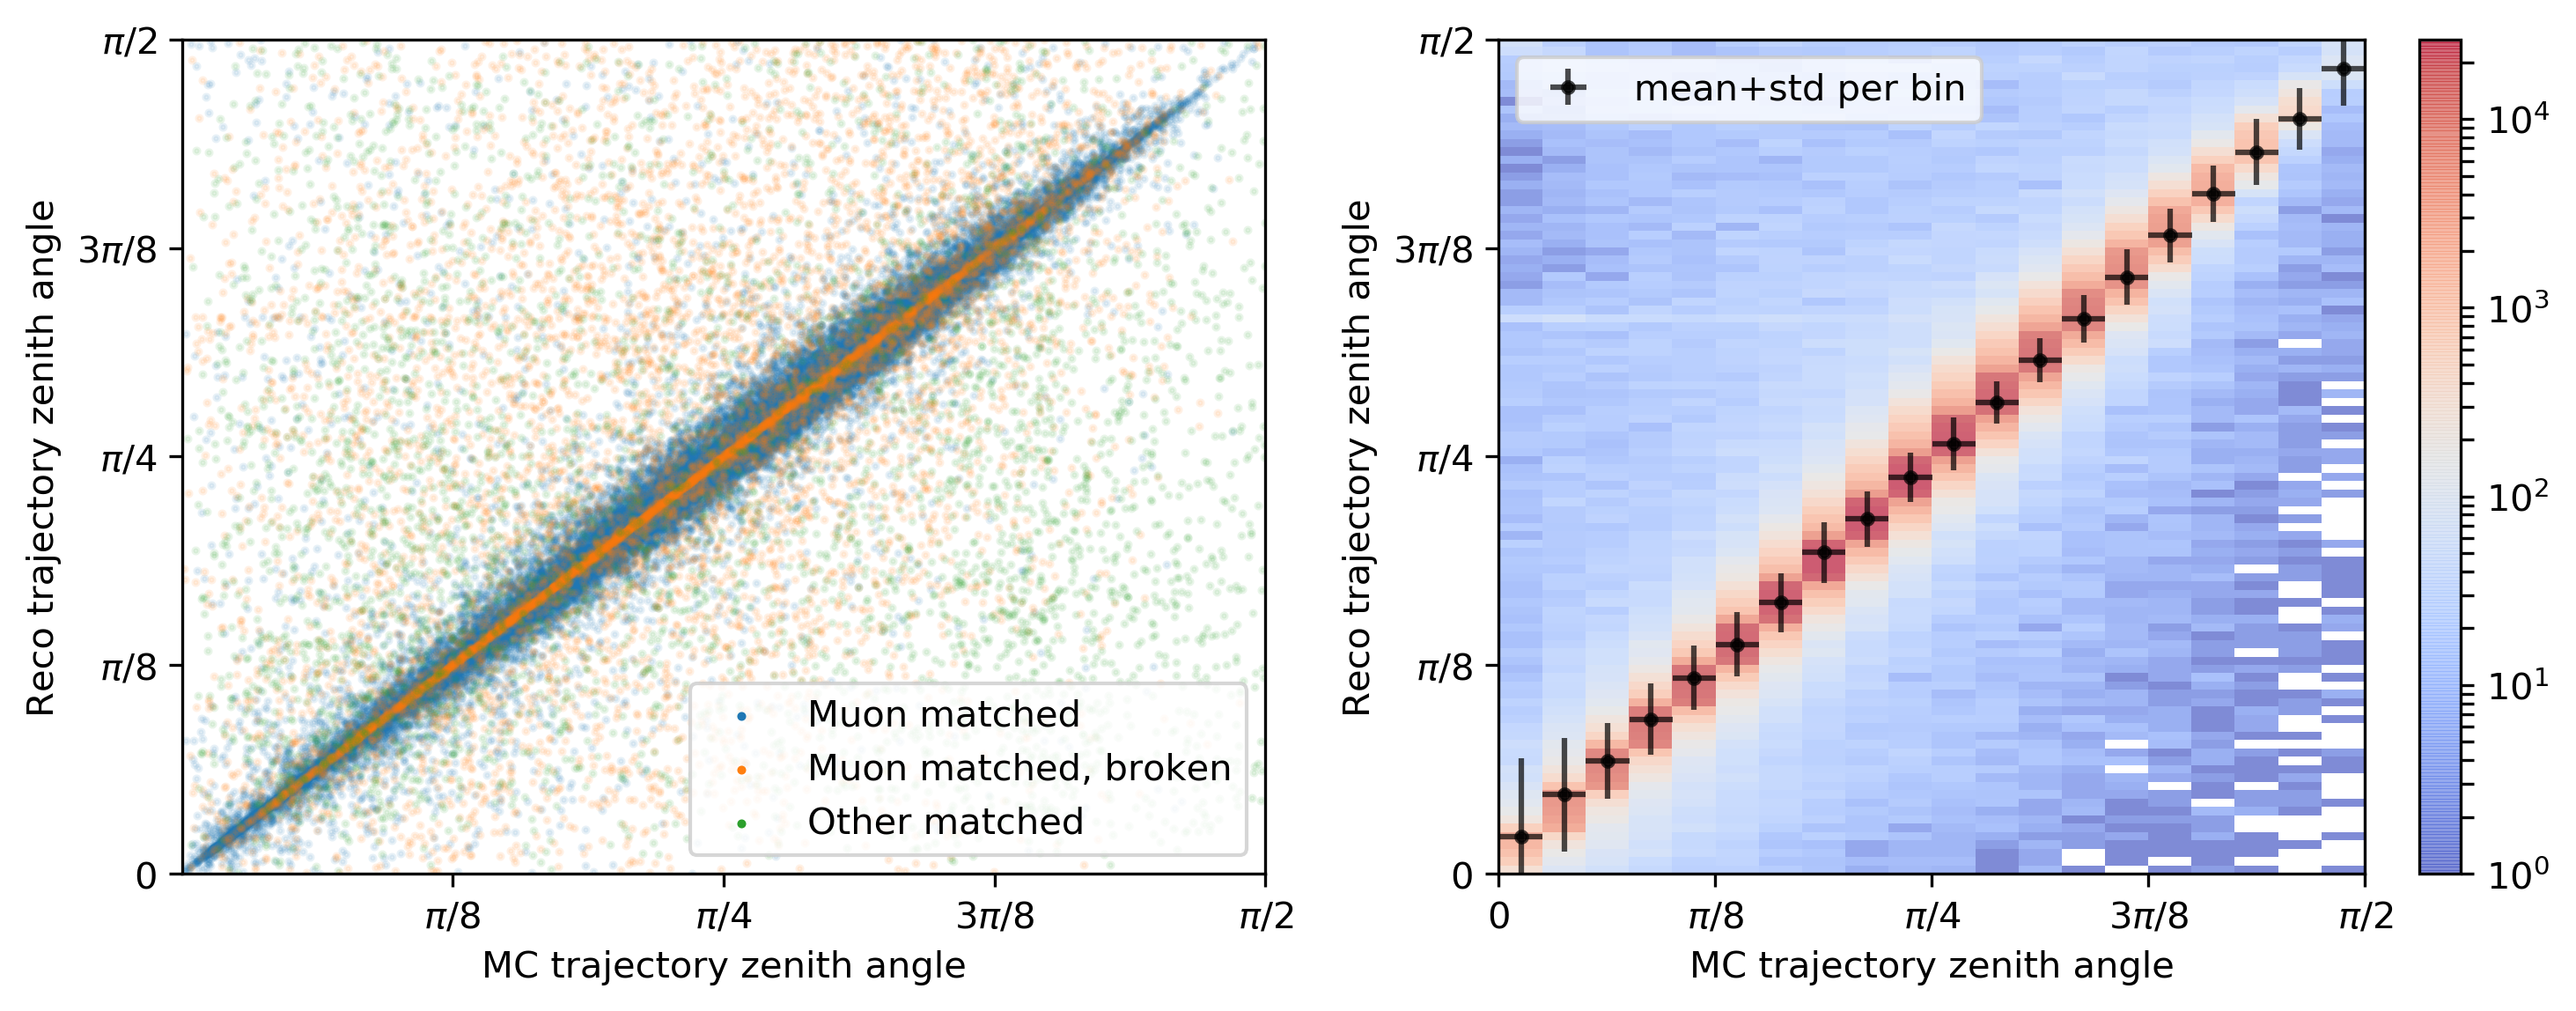 π/2
3π/8
π/4
π/8
0
Reco trajectory zenith angle
π/8
π/4
3π/8
π/2
MC trajectory zenith angle
Muon matched
Muon matched, broken
Other matched
π/2
3π/8
π/4
π/8
0
Reco trajectory zenith angle
0
π/8
π/4
3π/8
π/2
MC trajectory zenith angle
mean+std per bin
10⁴
10³
10²
10¹
10⁰